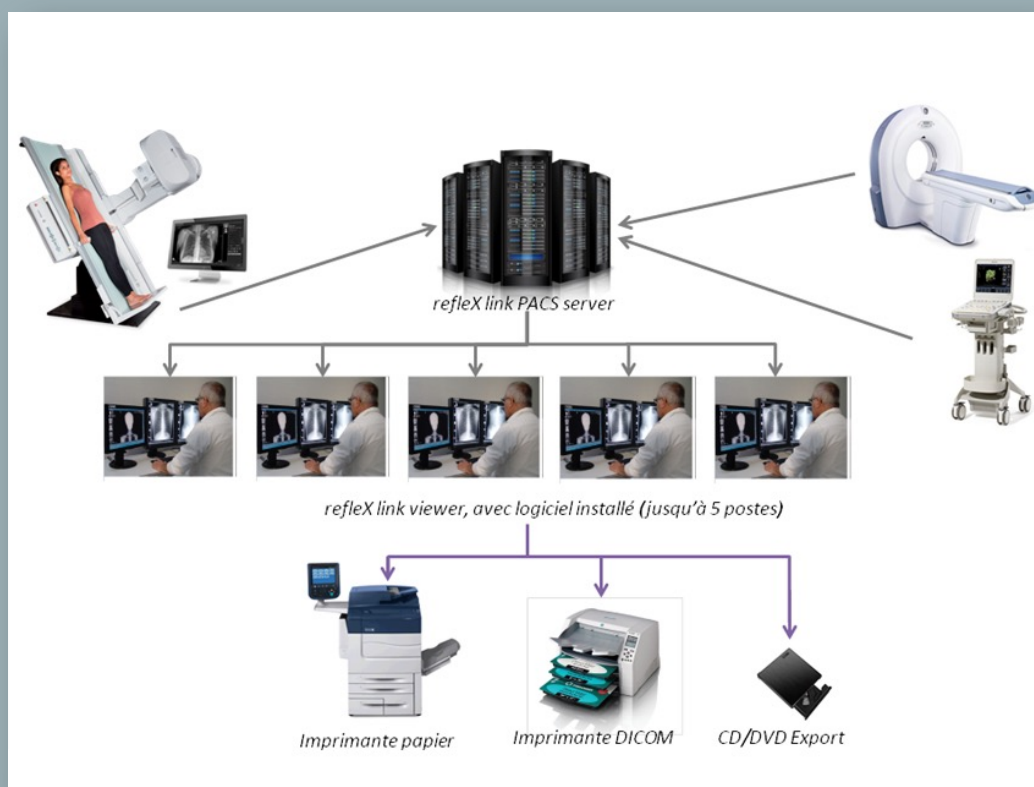 refleX link PACS server
refleX link viewer, avec logiciel installé (jusqu'à 5 postes)
Imprimante papier
Imprimante DICOM
CD/DVD Export